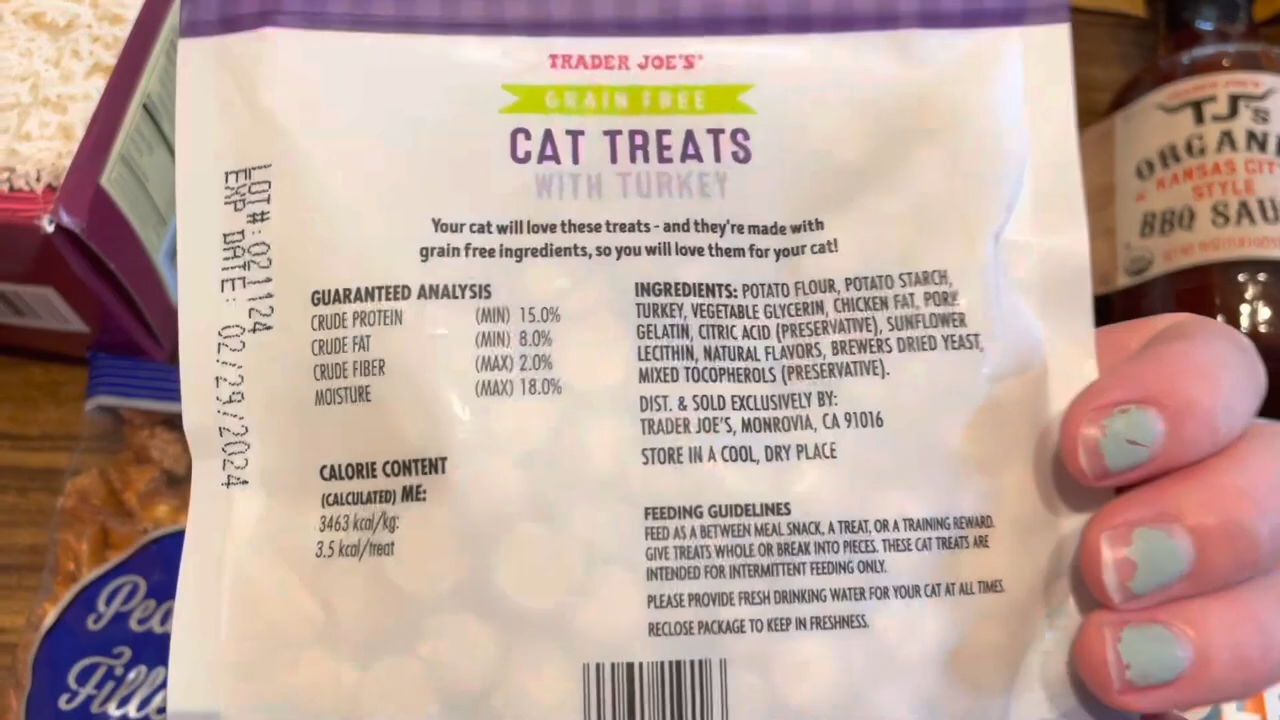 TRADER JOE'S
GRAIN FREE
CAT TREATS
WITH TURKEY
Your cat will love these treats - and they're made with
grain free ingredients, so you will love them for your cat!
LOT#: 021124
EXP DATE: 02/29/2024
GUARANTEED ANALYSIS
CRUDE PROTEIN (MIN) 15.0%
CRUDE FAT (MIN) 8.0%
CRUDE FIBER (MAX) 2.0%
MOISTURE (MAX) 18.0%
CALORIE CONTENT
(CALCULATED) ME:
3463 kcal/kg:
3.5 kcal/treat
INGREDIENTS: POTATO FLOUR, POTATO STARCH,
TURKEY, VEGETABLE GLYCERIN, CHICKEN FAT, PORK
GELATIN, CITRIC ACID (PRESERVATIVE), SUNFLOWER
LECITHIN, NATURAL FLAVORS, BREWERS DRIED YEAST,
MIXED TOCOPHEROLS (PRESERVATIVE).
DIST. & SOLD EXCLUSIVELY BY:
TRADER JOE'S, MONROVIA, CA 91016
STORE IN A COOL, DRY PLACE
FEEDING GUIDELINES
FEED AS A BETWEEN MEAL SNACK, A TREAT, OR A TRAINING REWARD.
GIVE TREATS WHOLE OR BREAK INTO PIECES. THESE CAT TREATS ARE
INTENDED FOR INTERMITTENT FEEDING ONLY.
PLEASE PROVIDE FRESH DRINKING WATER FOR YOUR CAT AT ALL TIMES.
RECLOSE PACKAGE TO KEEP IN FRESHNESS.
TRADER JOE'S
TJ's
ORGANI
KANSAS CIT
STYLE
BBQ SAU
Pea
Fille